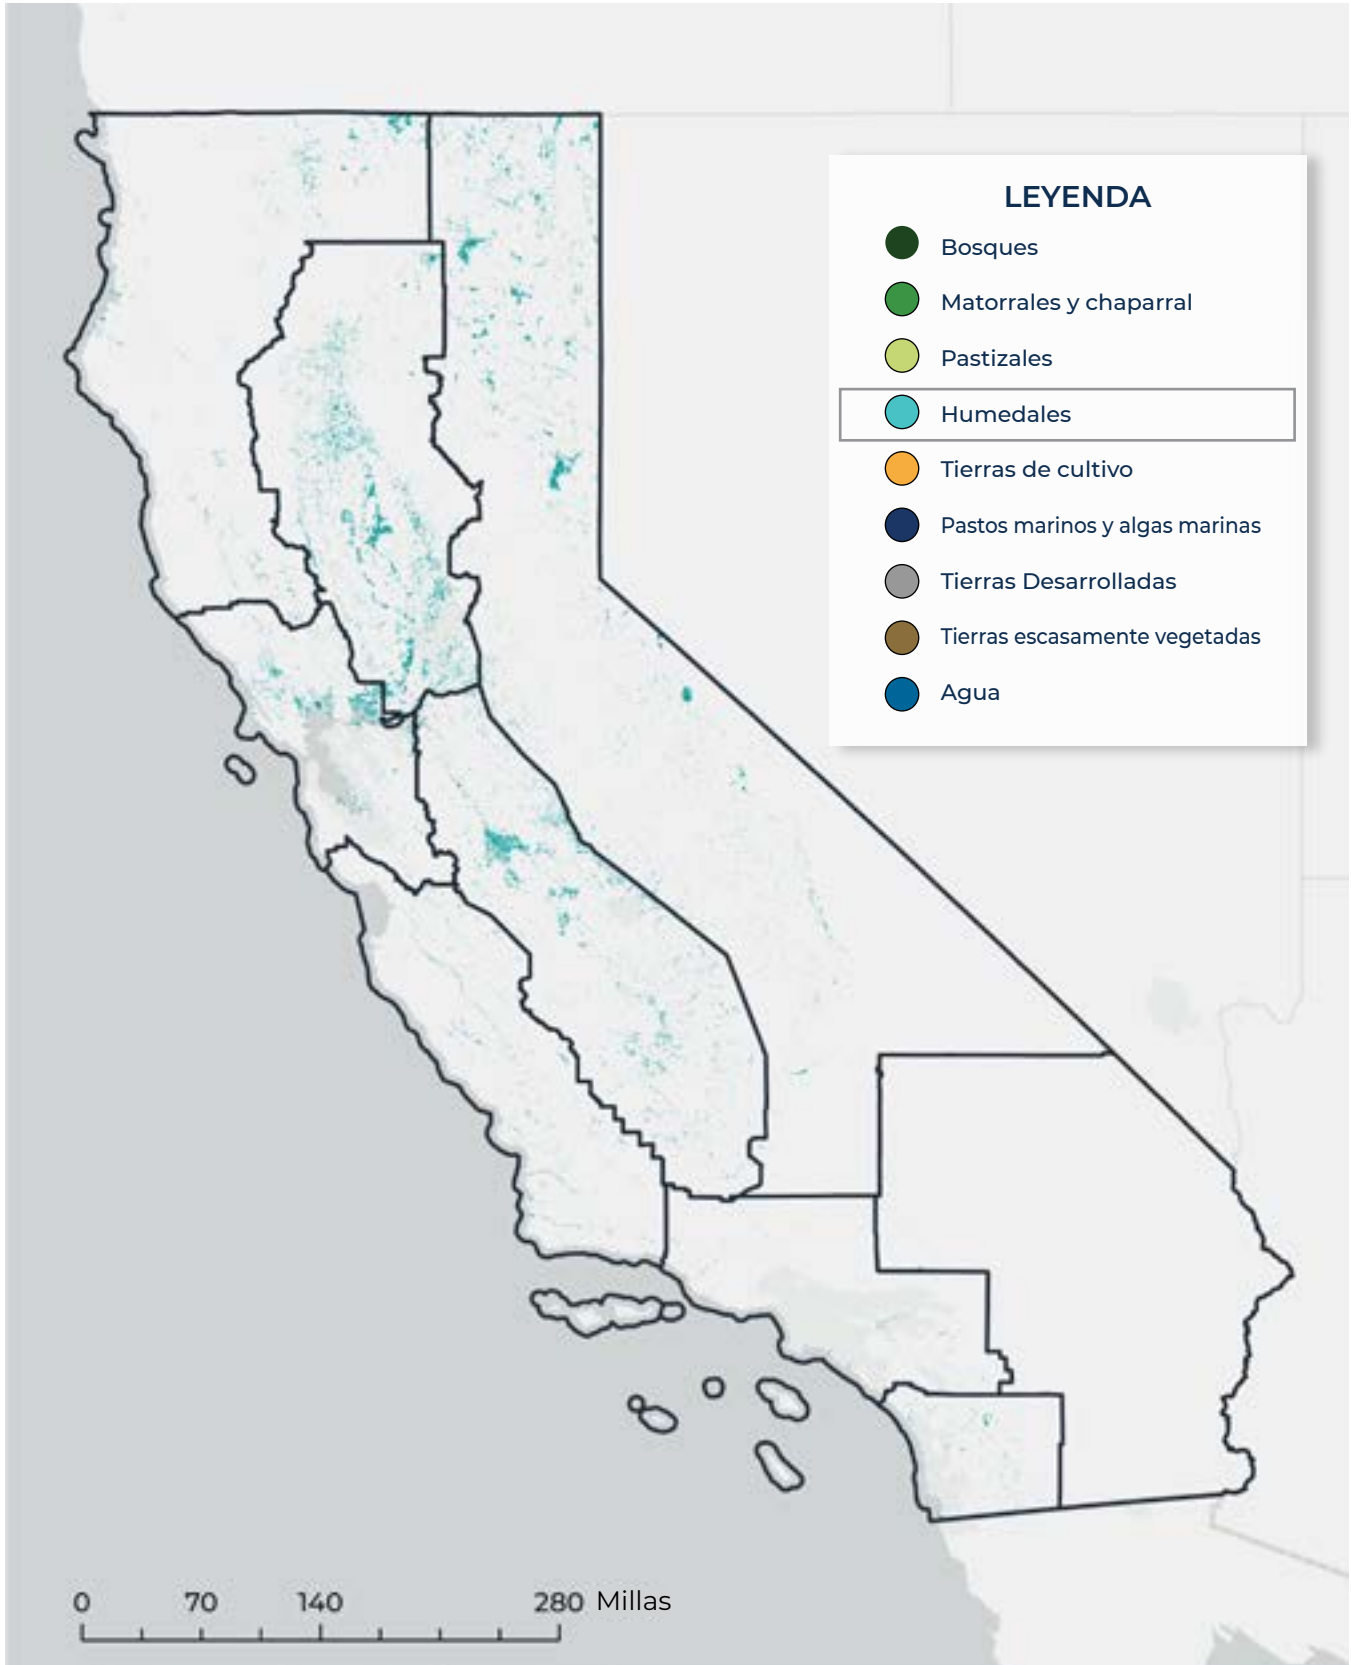 LEYENDA
Bosques
Matorrales y chaparral
Pastizales
Humedales
Tierras de cultivo
Pastos marinos y algas marinas
Tierras Desarrolladas
Tierras escasamente vegetadas
Agua
0 70 140 280 Millas